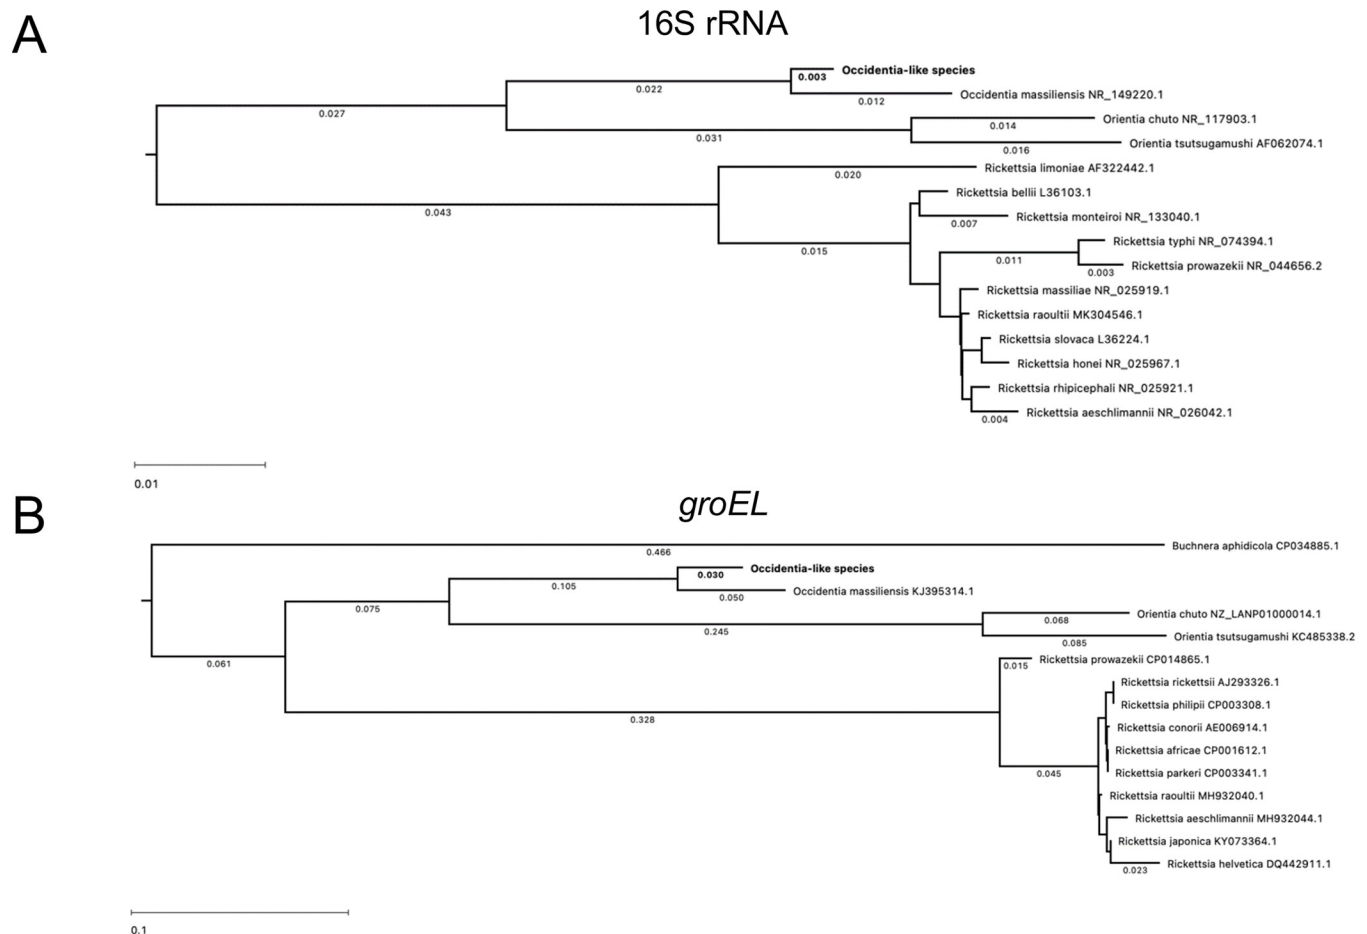 A
16S rRNA
0.003
Occidentia-like species
0.022
Occidentia massiliensis NR_149220.1
0.012
0.027
Orientia chuto NR_117903.1
0.014
0.031
Orientia tsutsugamushi AF062074.1
0.016
Rickettsia limoniae AF322442.1
0.020
Rickettsia bellii L36103.1
0.043
Rickettsia monteiroi NR_133040.1
0.007
Rickettsia typhi NR_074394.1
0.015
0.011
Rickettsia prowazekii NR_044656.2
0.003
Rickettsia massiliae NR_025919.1
Rickettsia raoultii MK304546.1
Rickettsia slovaca L36224.1
Rickettsia honei NR_025967.1
Rickettsia rhipicephali NR_025921.1
Rickettsia aeschlimannii NR_026042.1
0.004
0.01
B
groEL
Buchnera aphidicola CP034885.1
0.466
Occidentia-like species
0.030
0.105
Occidentia massiliensis KJ395314.1
0.050
0.075
Orientia chuto NZ_LANP01000014.1
0.068
0.245
Orientia tsutsugamushi KC485338.2
0.085
0.061
Rickettsia prowazekii CP014865.1
0.015
Rickettsia rickettsii AJ293326.1
Rickettsia philipii CP003308.1
0.328
Rickettsia conorii AE006914.1
Rickettsia africae CP001612.1
0.045
Rickettsia parkeri CP003341.1
Rickettsia raoultii MH932040.1
Rickettsia aeschlimannii MH932044.1
Rickettsia japonica KY073364.1
Rickettsia helvetica DQ442911.1
0.023
0.1